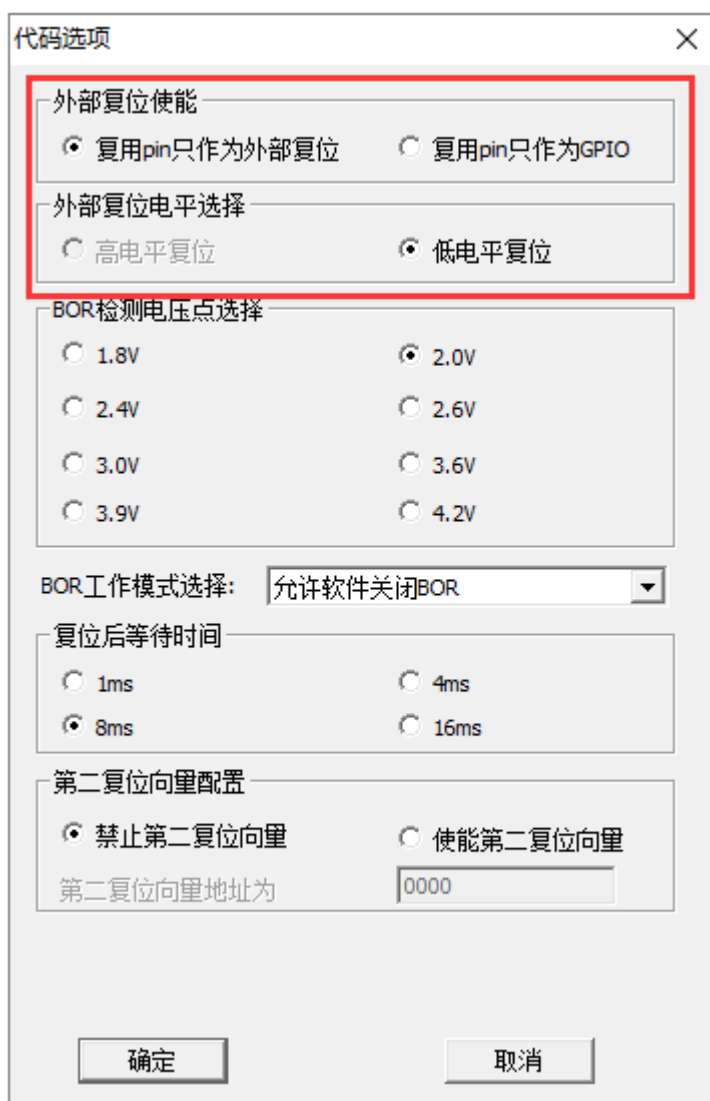 代码选项
外部复位使能
复用pin只作为外部复位 复用pin只作为GPIO
外部复位电平选择
高电平复位 低电平复位
BOR检测电压点选择
1.8V 2.0V
2.4V 2.6V
3.0V 3.6V
3.9V 4.2V
BOR工作模式选择: 允许软件关闭BOR
复位后等待时间
1ms 4ms
8ms 16ms
第二复位向量配置
禁止第二复位向量 使能第二复位向量
第二复位向量地址为 0000
确定 取消